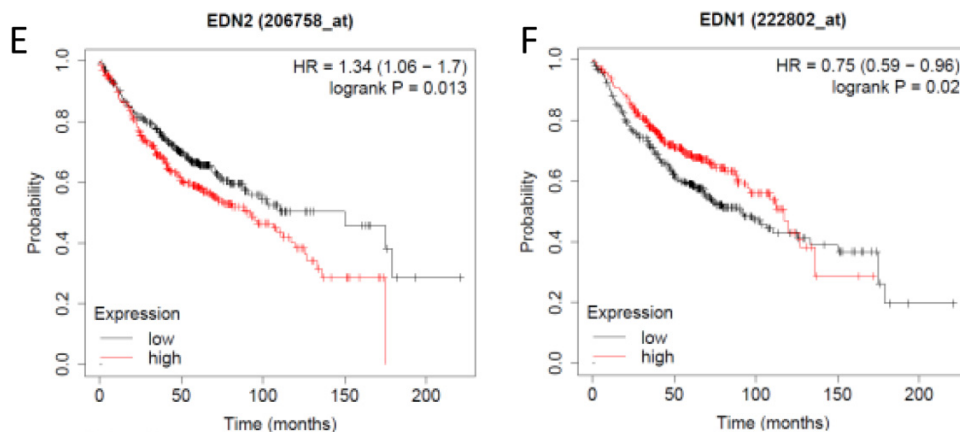 E
EDN2 (206758_at)
HR = 1.34 (1.06 − 1.7)
logrank P = 0.013
Probability
1.0
0.8
0.6
0.4
0.2
0.0
Expression
low
high
0 50 100 150 200
Time (months)
F
EDN1 (222802_at)
HR = 0.75 (0.59 − 0.96)
logrank P = 0.02
Probability
1.0
0.8
0.6
0.4
0.2
0.0
Expression
low
high
0 50 100 150 200
Time (months)